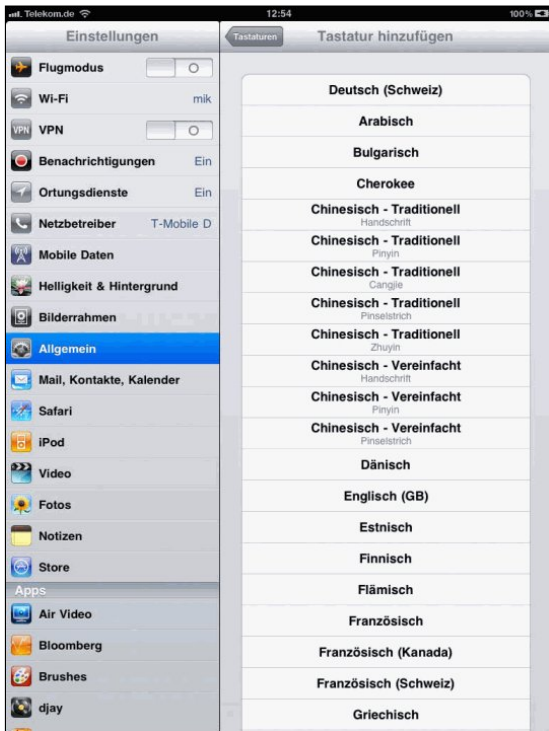 Telekom.de
12:54
100%
Einstellungen
Flugmodus
Wi-Fi mik
VPN VPN
Benachrichtigungen Ein
Ortungsdienste Ein
Netzbetreiber T-Mobile D
Mobile Daten
Helligkeit & Hintergrund
Bilderrahmen
Allgemein
Mail, Kontakte, Kalender
Safari
iPod
Video
Fotos
Notizen
Store
Apps
Air Video
Bloomberg
Brushes
djay
Tastaturen
Tastatur hinzufügen
Deutsch (Schweiz)
Arabisch
Bulgarisch
Cherokee
Chinesisch - Traditionell
Handschrift
Chinesisch - Traditionell
Pinyin
Chinesisch - Traditionell
Cangjie
Chinesisch - Traditionell
Pinselstrich
Chinesisch - Traditionell
Zhuyin
Chinesisch - Vereinfacht
Handschrift
Chinesisch - Vereinfacht
Pinyin
Chinesisch - Vereinfacht
Pinselstrich
Dänisch
Englisch (GB)
Estnisch
Finnisch
Flämisch
Französisch
Französisch (Kanada)
Französisch (Schweiz)
Griechisch